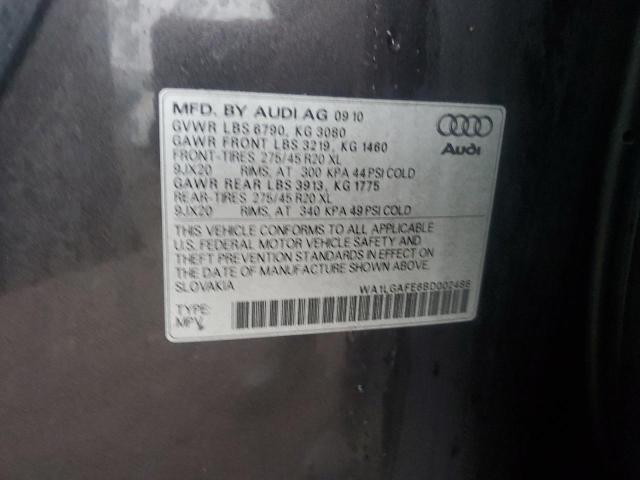 MFD. BY AUDI AG 09 10
GVWR LBS 6790, KG 3080
GAWR FRONT LBS 3219, KG 1460
FRONT-TIRES 275/45 R20 XL
9JX20 RIMS, AT 300 KPA 44 PSI COLD
GAWR REAR LBS 3913, KG 1775
REAR-TIRES 275/45 R20 XL
9JX20 RIMS, AT 340 KPA 49 PSI COLD
Audi
THIS VEHICLE CONFORMS TO ALL APPLICABLE
U.S. FEDERAL MOTOR VEHICLE SAFETY AND
THEFT PREVENTION STANDARDS IN EFFECT ON
THE DATE OF MANUFACTURE SHOWN ABOVE.
SLOVAKIA WA1LGAFE6BD002488
TYPE:
MPV